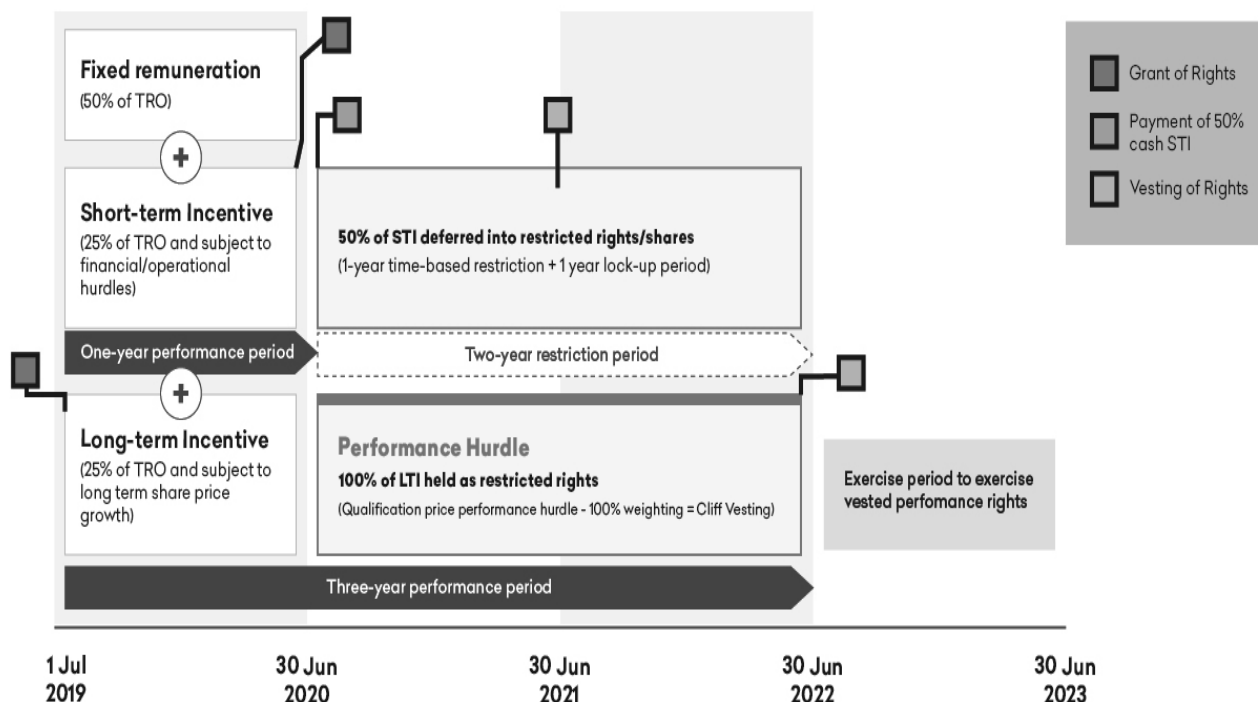 Fixed remuneration
(50% of TRO)
+
Short-term Incentive
(25% of TRO and subject to
financial/operational
hurdles)
50% of STI deferred into restricted rights/shares
(1-year time-based restriction + 1 year lock-up period)
One-year performance period
Two-year restriction period
+
Long-term Incentive
(25% of TRO and subject to
long term share price
growth)
Performance Hurdle
100% of LTI held as restricted rights
(Qualification price performance hurdle - 100% weighting = Cliff Vesting)
Exercise period to exercise
vested perfomance rights
Three-year performance period
1 Jul
2019
30 Jun
2020
30 Jun
2021
30 Jun
2022
30 Jun
2023
Grant of Rights
Payment of 50%
cash STI
Vesting of Rights